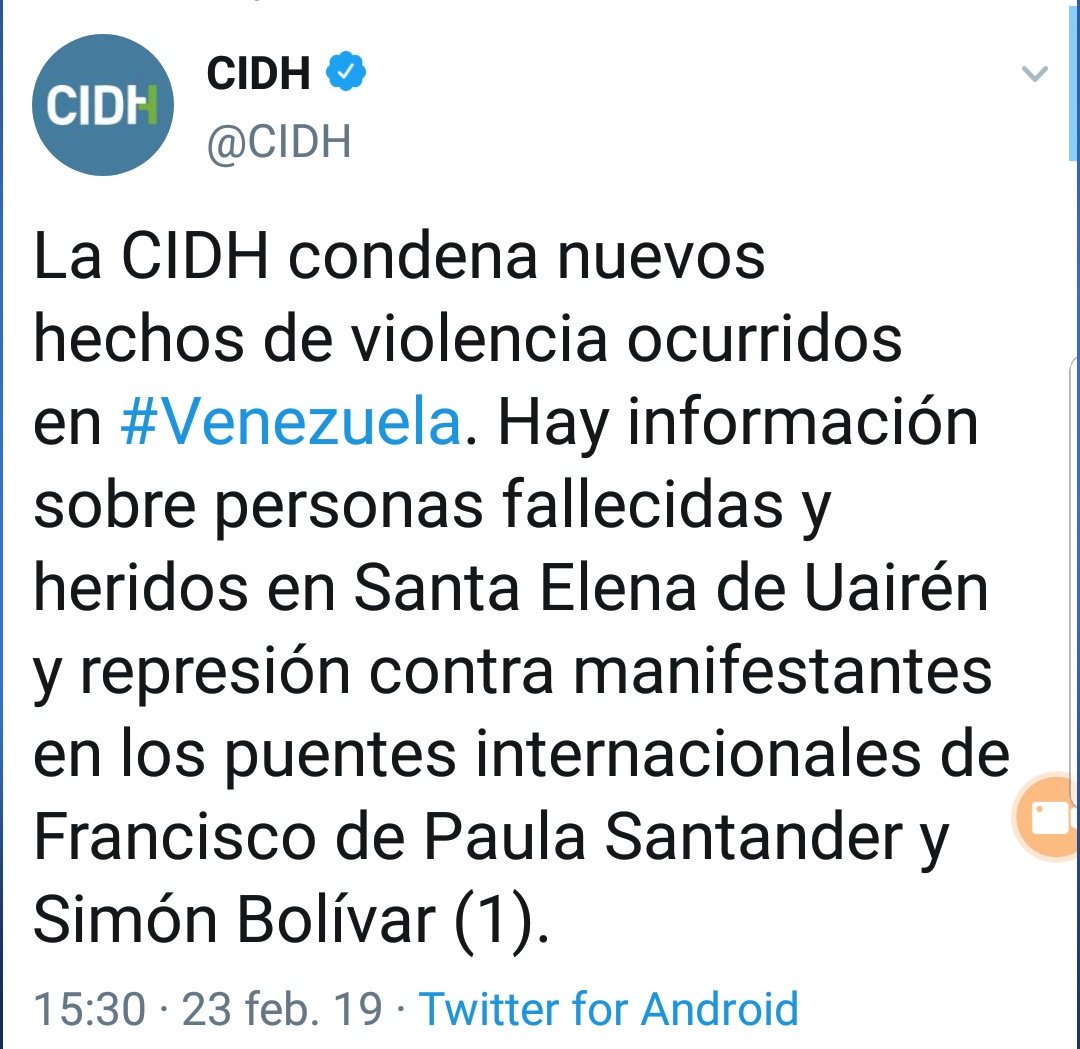 CIDH
CIDH
@CIDH
La CIDH condena nuevos
hechos de violencia ocurridos
en #Venezuela. Hay información
sobre personas fallecidas y
heridos en Santa Elena de Uairén
y represión contra manifestantes
en los puentes internacionales de
Francisco de Paula Santander y
Simón Bolívar (1).
15:30 · 23 feb. 19 · Twitter for Android